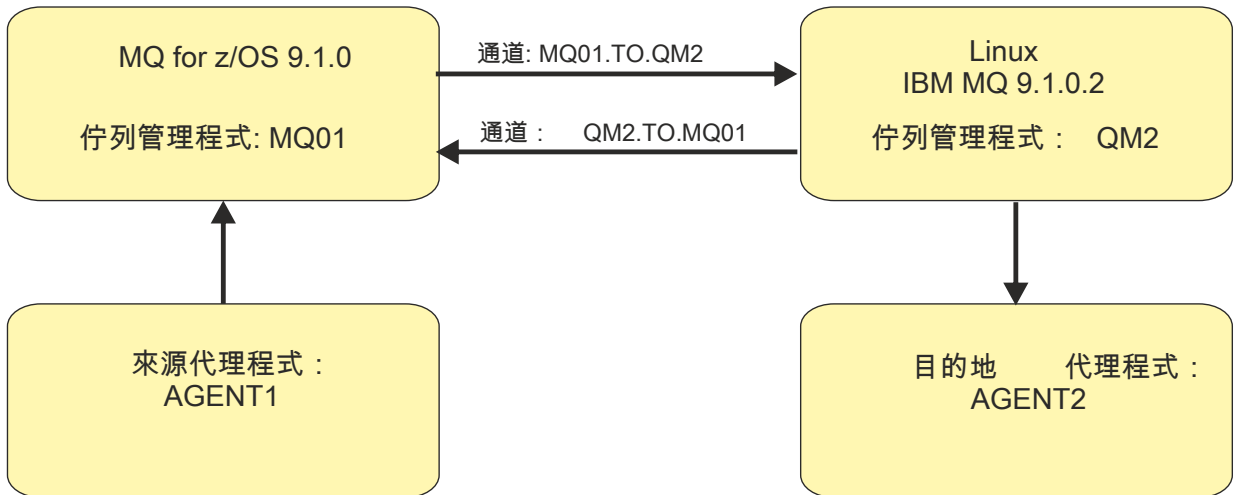 MQ for z/OS 9.1.0
佇列管理程式: MQ01
通道: MQ01.TO.QM2
通道： QM2.TO.MQ01
Linux
IBM MQ 9.1.0.2
佇列管理程式： QM2
來源代理程式：
AGENT1
目的地 代理程式：
AGENT2